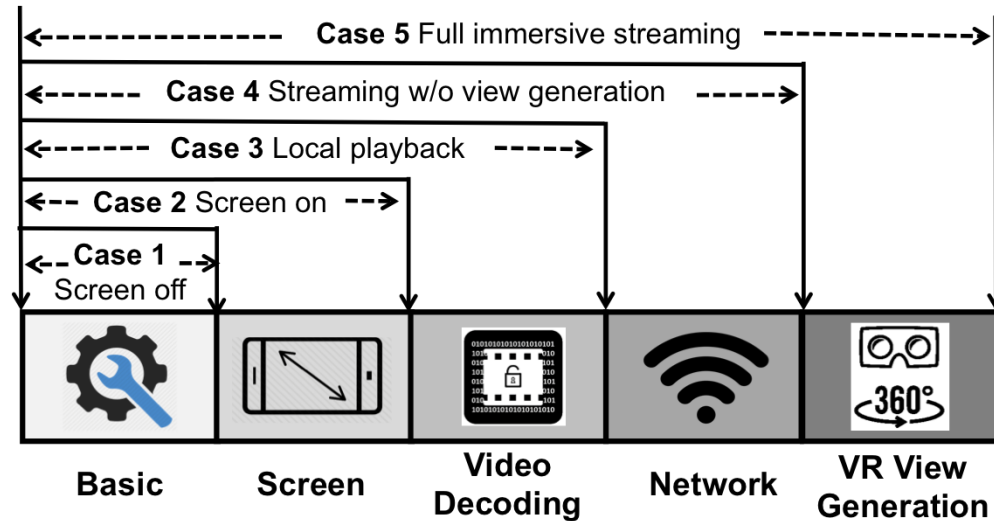 Case 5 Full immersive streaming
Case 4 Streaming w/o view generation
Case 3 Local playback
Case 2 Screen on
Case 1
Screen off
360°
Basic
Screen
Video
Decoding
Network
VR View
Generation